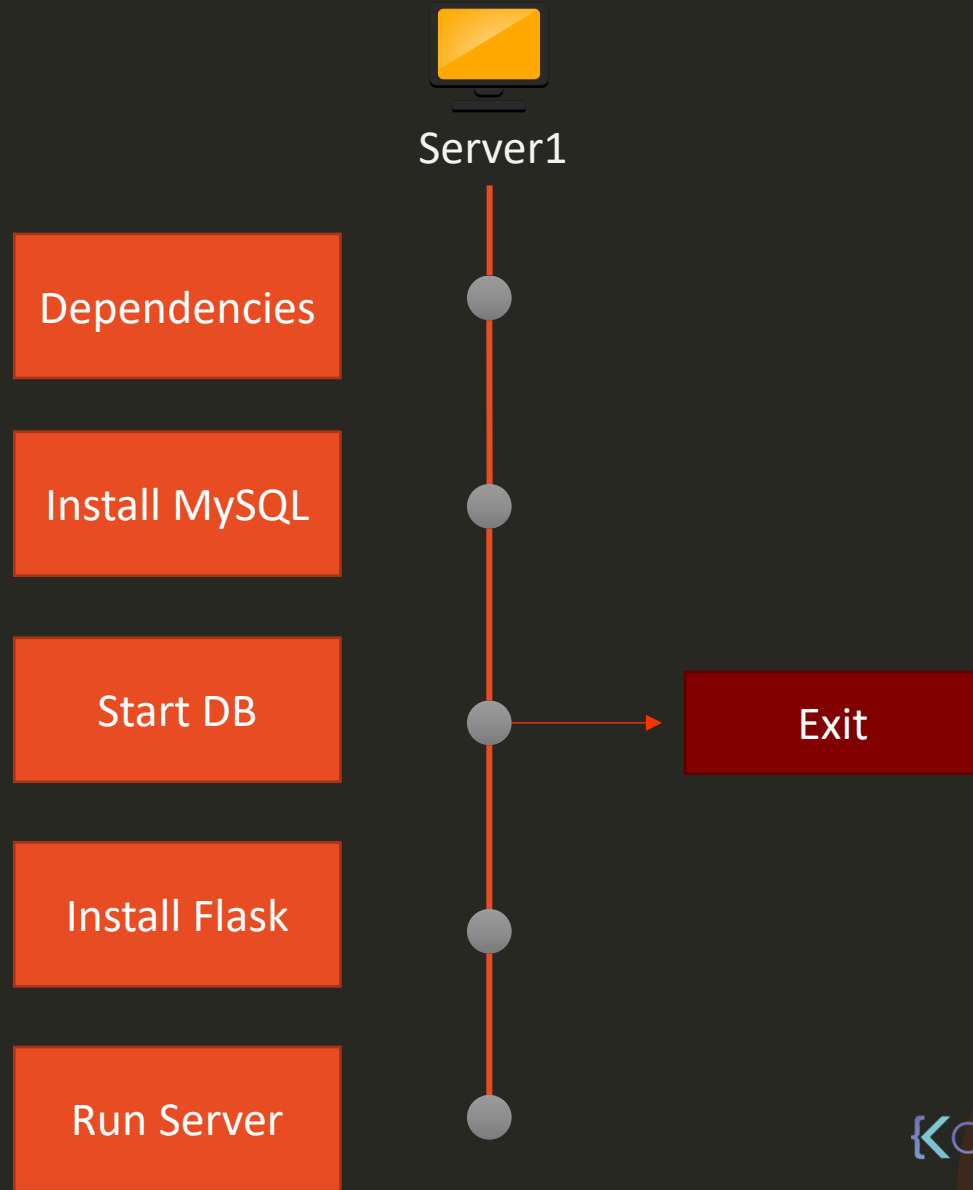 Server1
Dependencies
Install MySQL
Start DB
Exit
Install Flask
Run Server